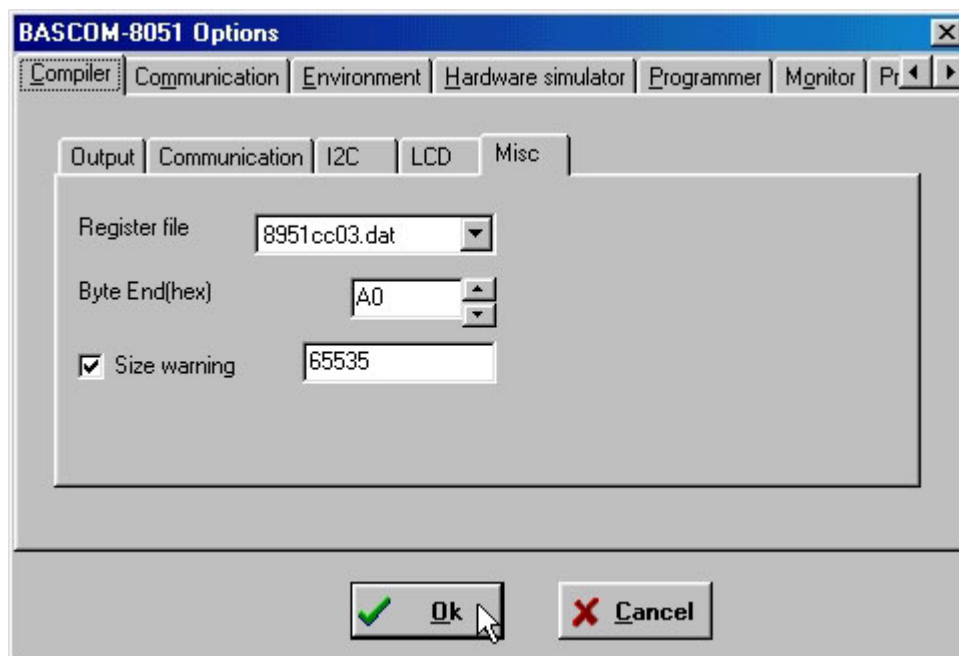 BASCOM-8051 Options
Compiler Communication Environment Hardware simulator Programmer Monitor Pr
Output Communication I2C LCD Misc
Register file 8951cc03.dat
Byte End(hex) A0
Size warning 65535
Ok Cancel